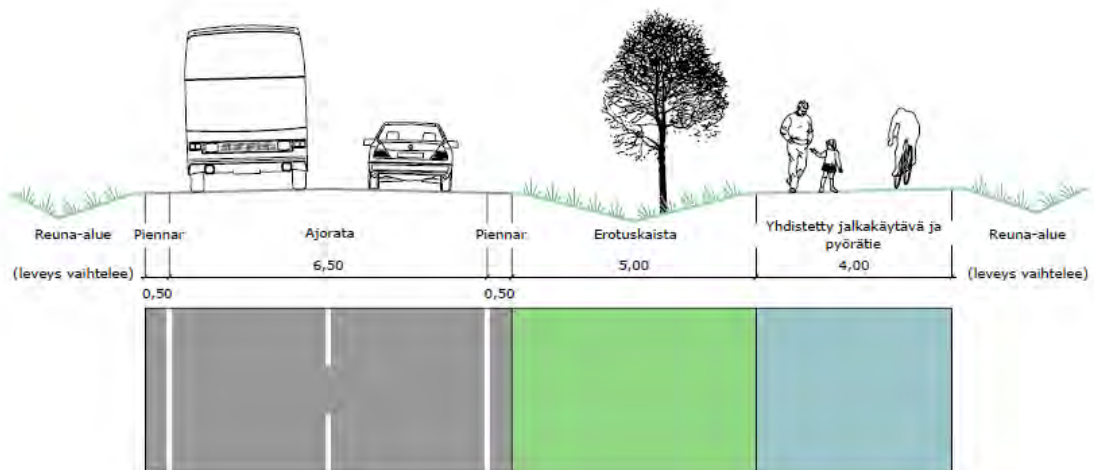 Reuna-alue Piennar Ajorata Piennar Erotuskaista Yhdistetty jalkakäytävä ja Reuna-alue
pyörätie
(leveys vaihtelee) 6,50 5,00 4,00 (leveys vaihtelee)
0,50 0,50